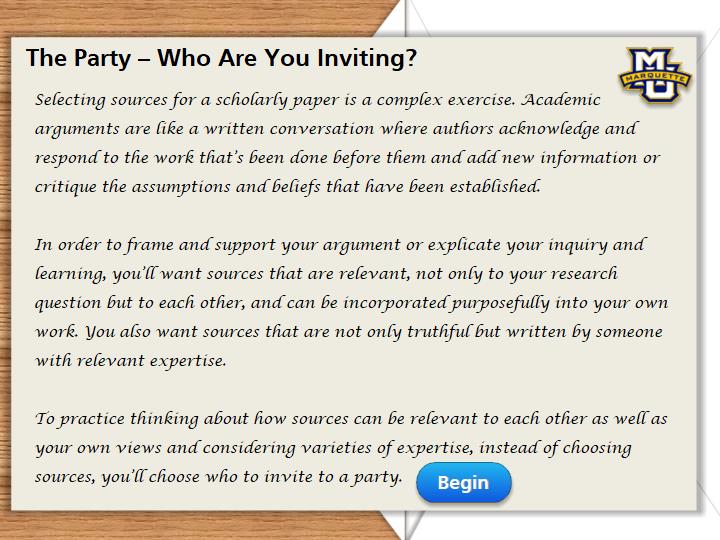 The Party – Who Are You Inviting?
MU
MARQUETTE
Selecting sources for a scholarly paper is a complex exercise. Academic
arguments are like a written conversation where authors acknowledge and
respond to the work that's been done before them and add new information or
critique the assumptions and beliefs that have been established.
In order to frame and support your argument or explicate your inquiry and
learning, you'll want sources that are relevant, not only to your research
question but to each other, and can be incorporated purposefully into your own
work. You also want sources that are not only truthful but written by someone
with relevant expertise.
To practice thinking about how sources can be relevant to each other as well as
your own views and considering varieties of expertise, instead of choosing
sources, you'll choose who to invite to a party.
Begin